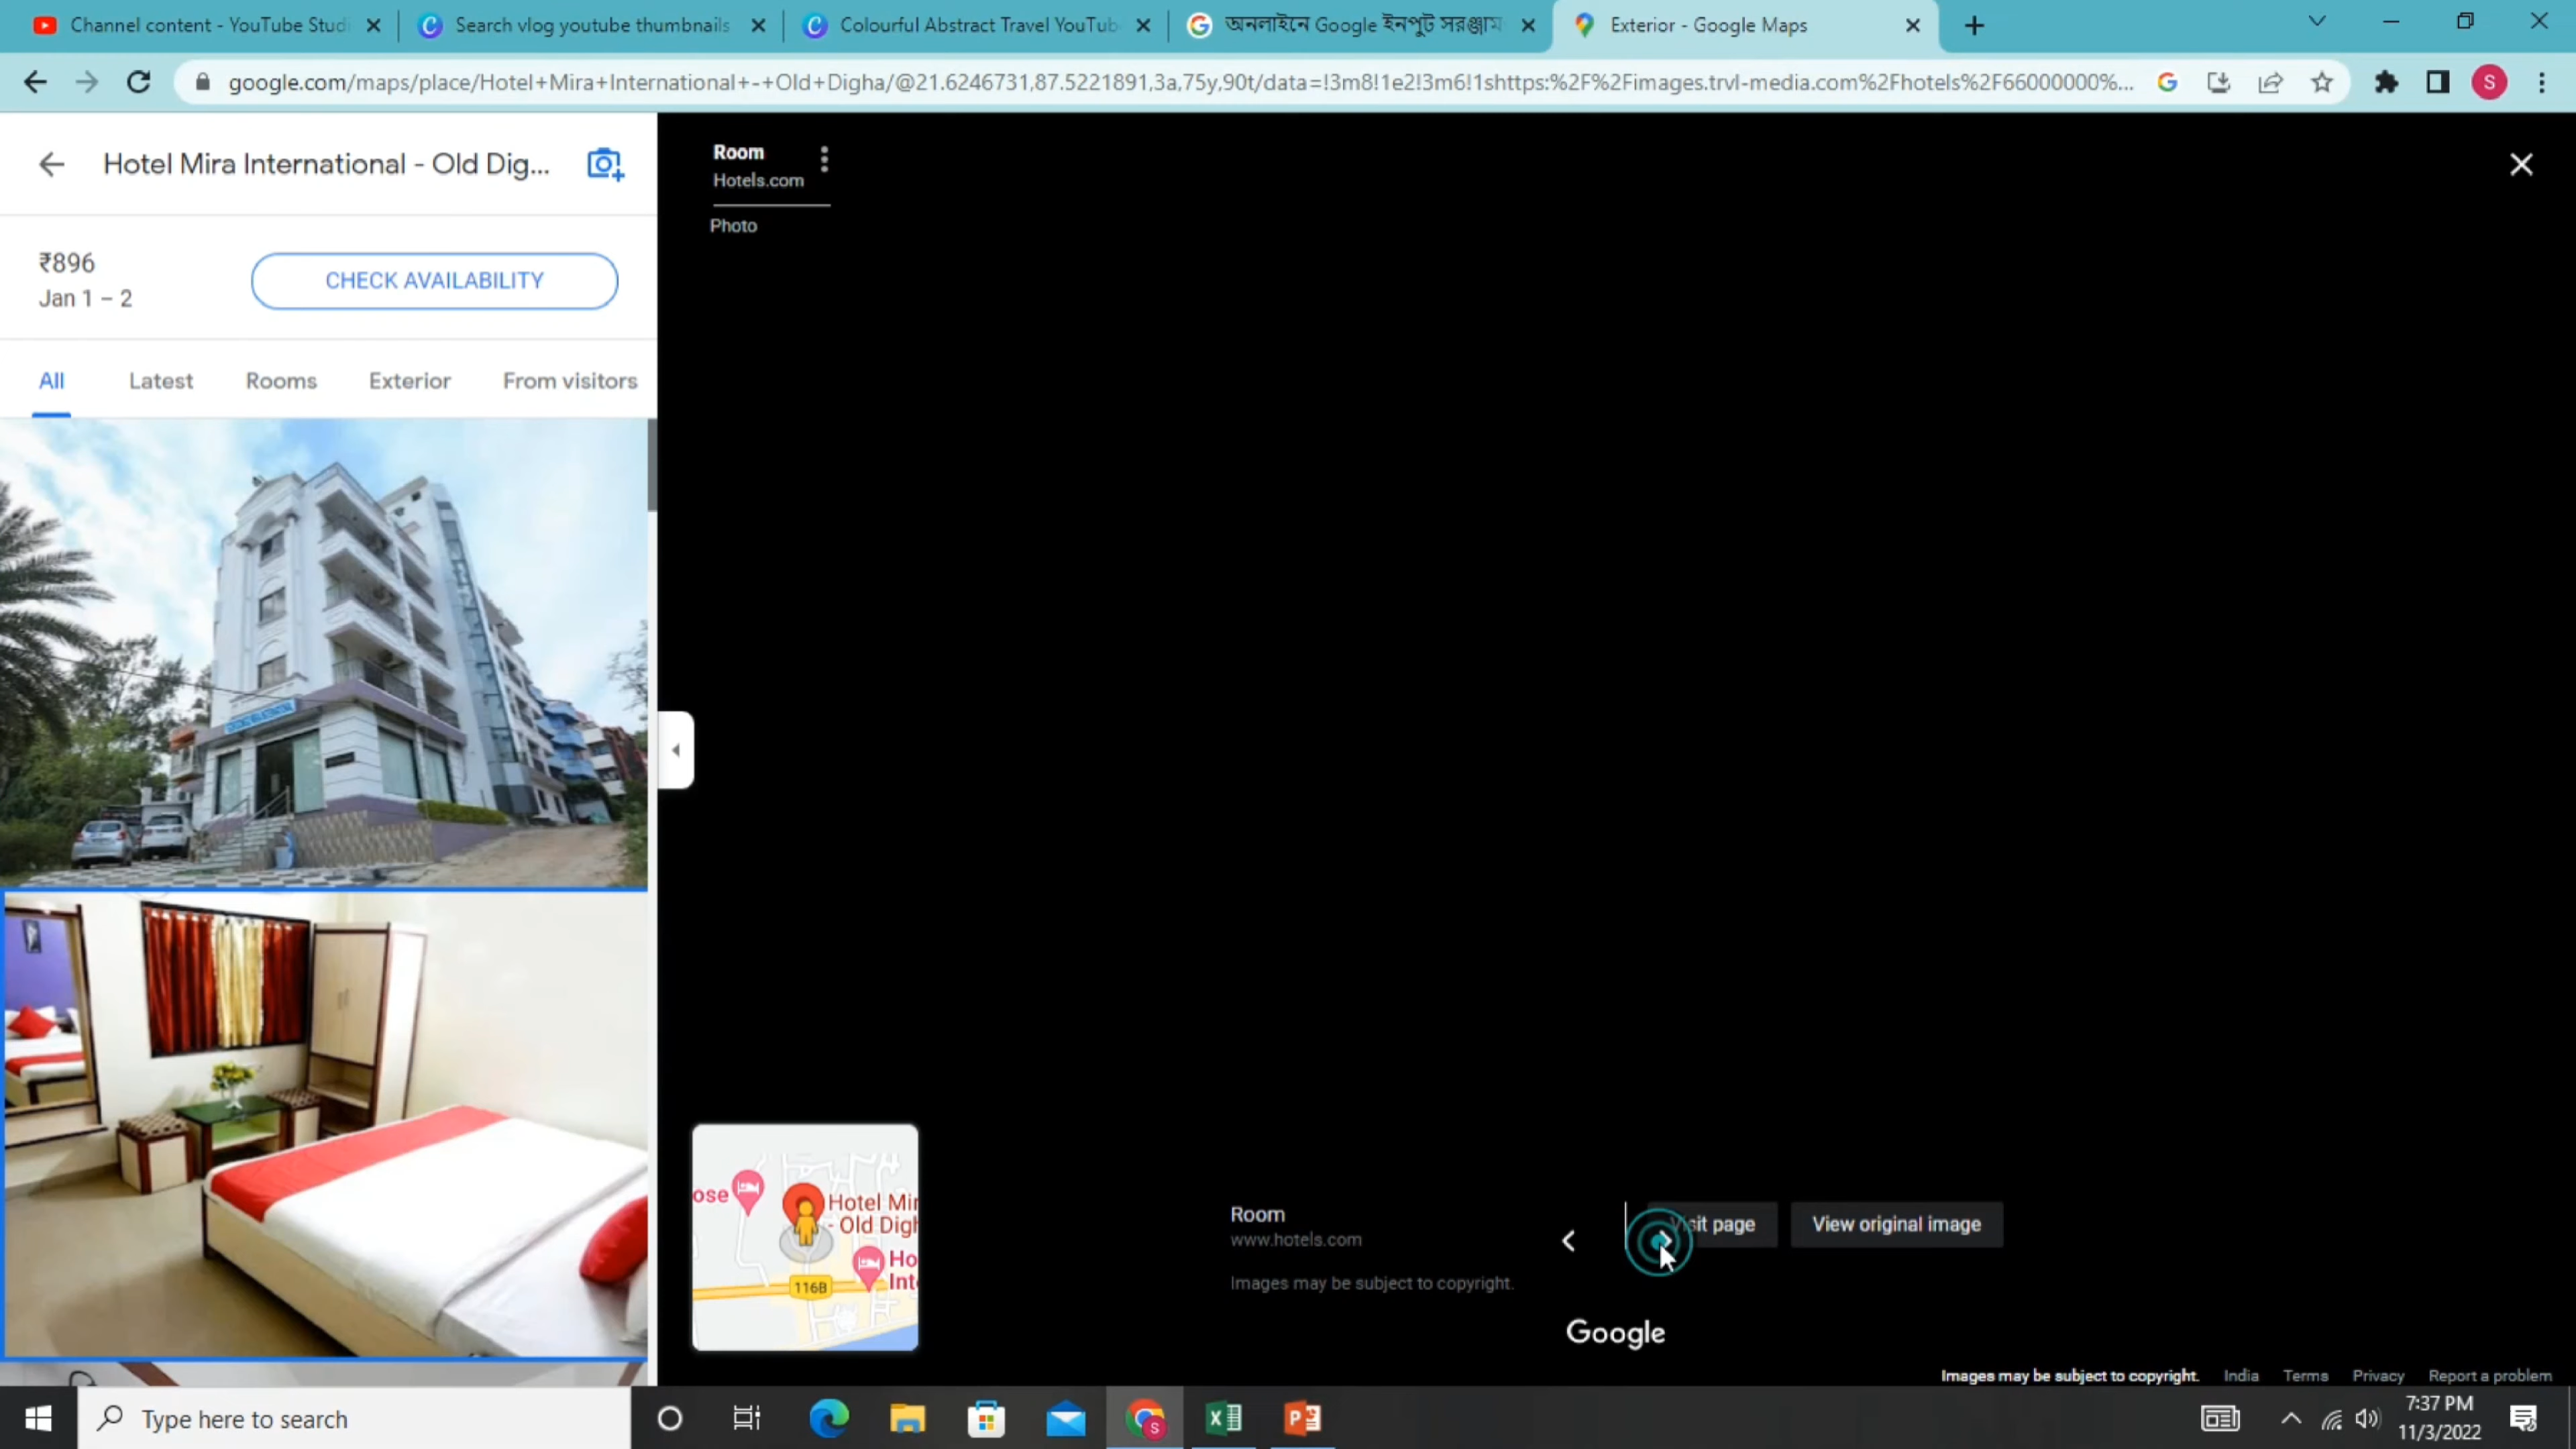 Channel content - YouTube Studi
Search vlog youtube thumbnails
Colourful Abstract Travel YouTub
অনলাইনে Google ইনপুট সরঞ্জাম
Exterior - Google Maps
google.com/maps/place/Hotel+Mira+International+-+Old+Digha/@21.6246731,87.5221891,3a,75y,90t/data=!3m8!1e2!3m6!1shttps:%2F%2Fimages.trvl-media.com%2Fhotels%2F66000000%...
S
Hotel Mira International - Old Dig...
₹896
Jan 1 – 2
CHECK AVAILABILITY
All Latest Rooms Exterior From visitors
Room
Hotels.com
Photo
ose
Hotel Mir
- Old Digh
Ho
Int
116B
Room
www.hotels.com
Images may be subject to copyright.
sit page
View original image
Google
Images may be subject to copyright. India Terms Privacy Report a problem
Type here to search
S
7:37 PM
11/3/2022